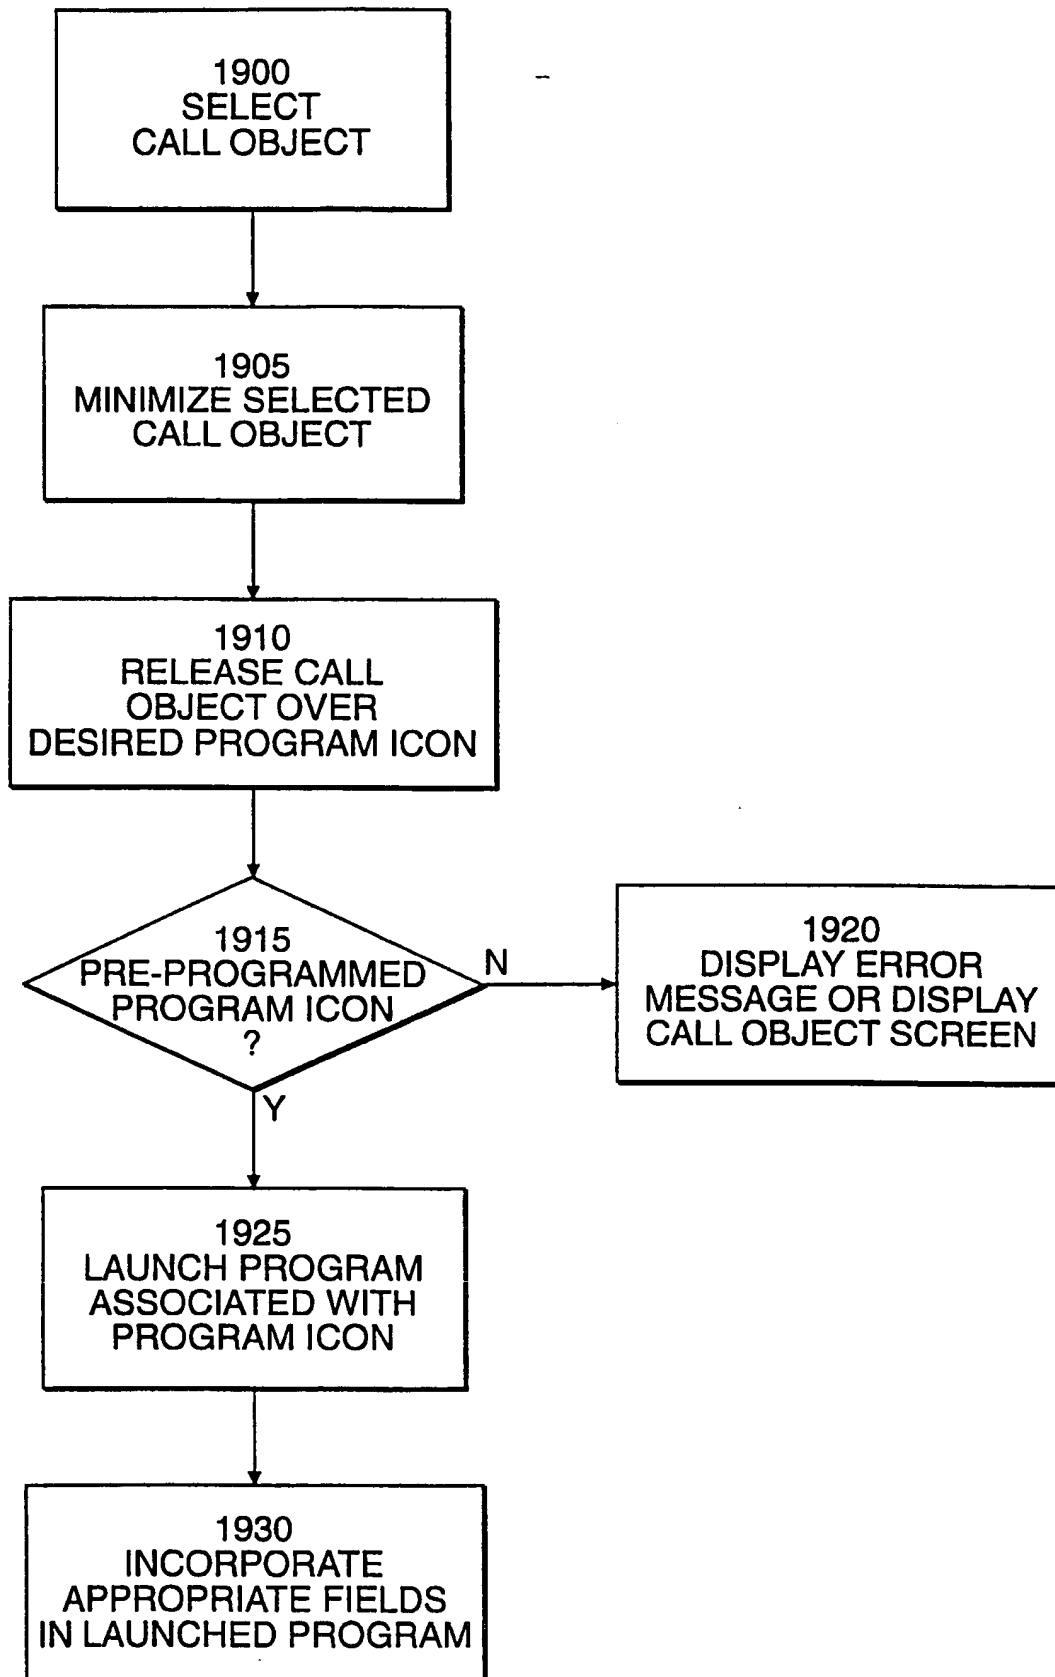 1900
SELECT
CALL OBJECT
1905
MINIMIZE SELECTED
CALL OBJECT
1910
RELEASE CALL
OBJECT OVER
DESIRED PROGRAM ICON
1915
PRE-PROGRAMMED
PROGRAM ICON
?
N
1920
DISPLAY ERROR
MESSAGE OR DISPLAY
CALL OBJECT SCREEN
Y
1925
LAUNCH PROGRAM
ASSOCIATED WITH
PROGRAM ICON
1930
INCORPORATE
APPROPRIATE FIELDS
IN LAUNCHED PROGRAM